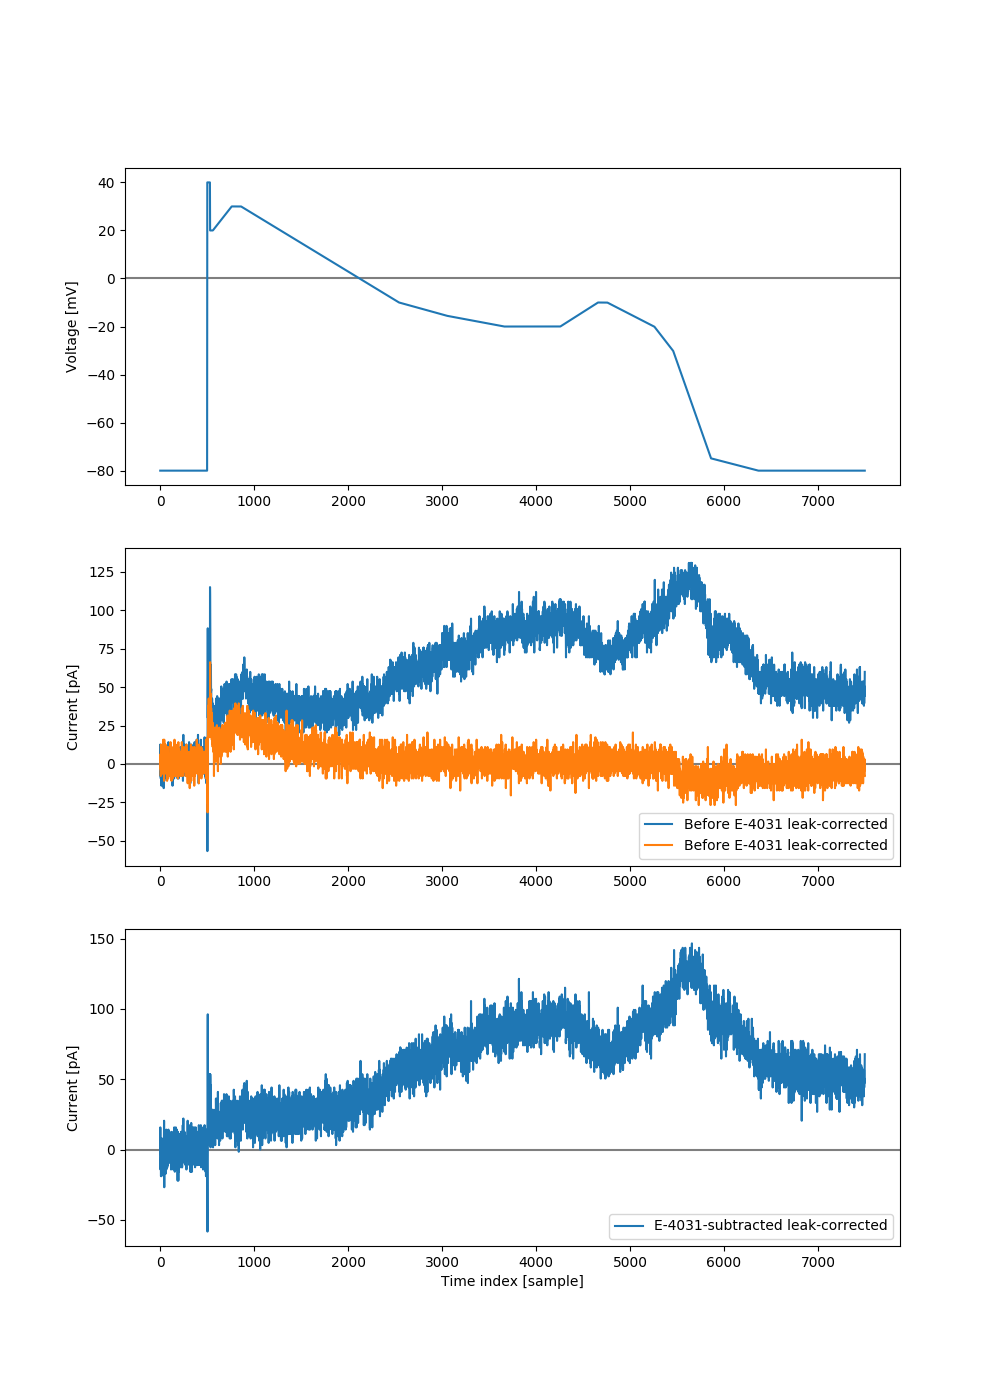 40
20
0
−20
−40
−60
−80
Voltage [mV]
0 1000 2000 3000 4000 5000 6000 7000
125
100
75
50
25
0
−25
−50
Current [pA]
Before E-4031 leak-corrected
Before E-4031 leak-corrected
0 1000 2000 3000 4000 5000 6000 7000
150
100
50
0
−50
Current [pA]
E-4031-subtracted leak-corrected
0 1000 2000 3000 4000 5000 6000 7000
Time index [sample]